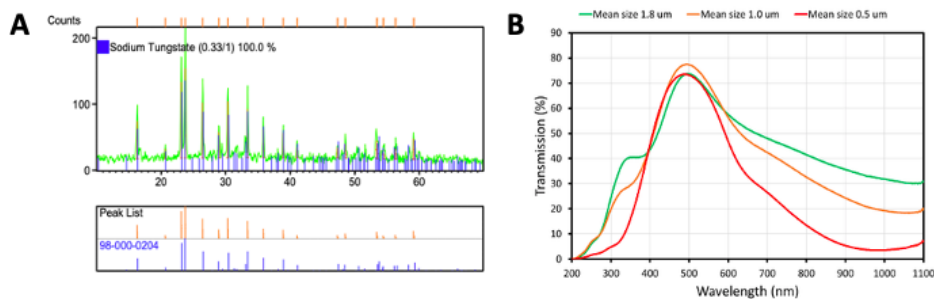 A
Counts
200
100
0
Sodium Tungstate (0.33/1) 100.0 %
20
30
40
50
60
Peak List
98-000-0204
B
Mean size 1.8 um
Mean size 1.0 um
Mean size 0.5 um
Transmission (%)
90
80
70
60
50
40
30
20
10
0
200 300 400 500 600 700 800 900 1000 1100
Wavelength (nm)